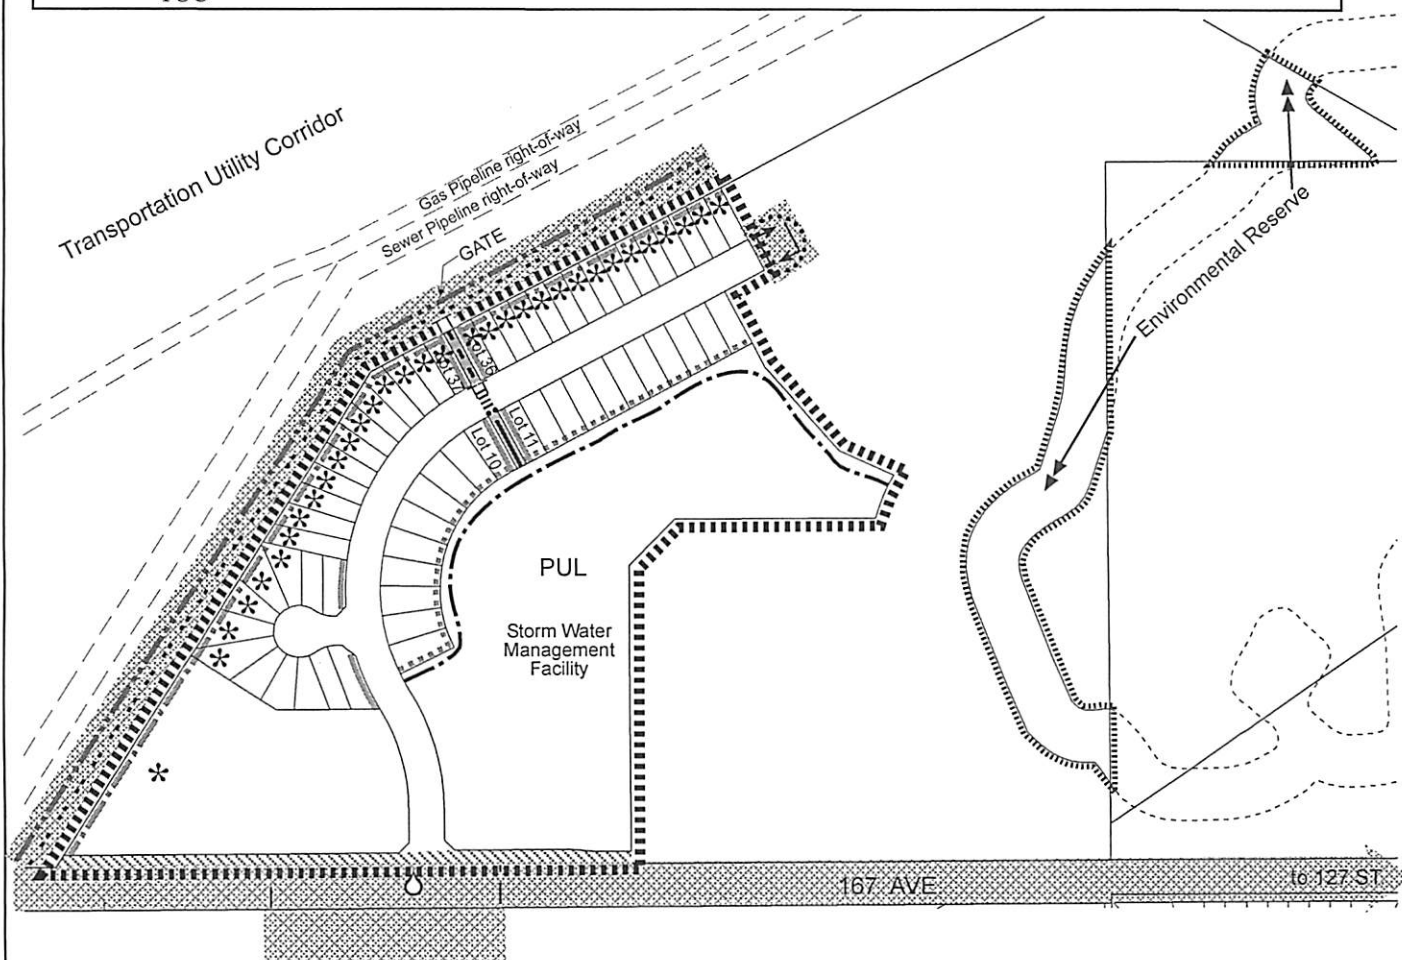 Transportation Utility Corridor
Gas Pipeline right-of-way
Sewer Pipeline right-of-way
GATE
Environmental Reserve
Lot 36
Lot 37
Lot 11
Lot 10
PUL
Storm Water
Management
Facility
167 AVE
to 127 ST